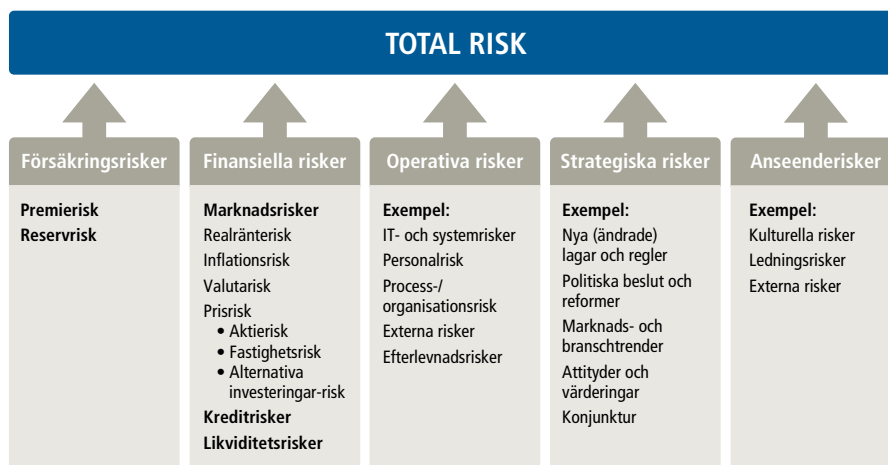 TOTAL RISK
Försäkringsrisker
Premierisk
Reservrisk
Finansiella risker
Marknadsrisker
Realränterisk
Inflationsrisk
Valutarisk
Prisrisk
• Aktierisk
• Fastighetsrisk
• Alternativa
investeringar-risk
Kreditrisker
Likviditetsrisker
Operativa risker
Exempel:
IT- och systemrisker
Personalrisk
Process-/
organisationsrisk
Externa risker
Efterlevnadsrisker
Strategiska risker
Exempel:
Nya (ändrade)
lagar och regler
Politiska beslut och
reformer
Marknads- och
branschtrender
Attityder och
värderingar
Konjunktur
Anseenderisker
Exempel:
Kulturella risker
Ledningsrisker
Externa risker